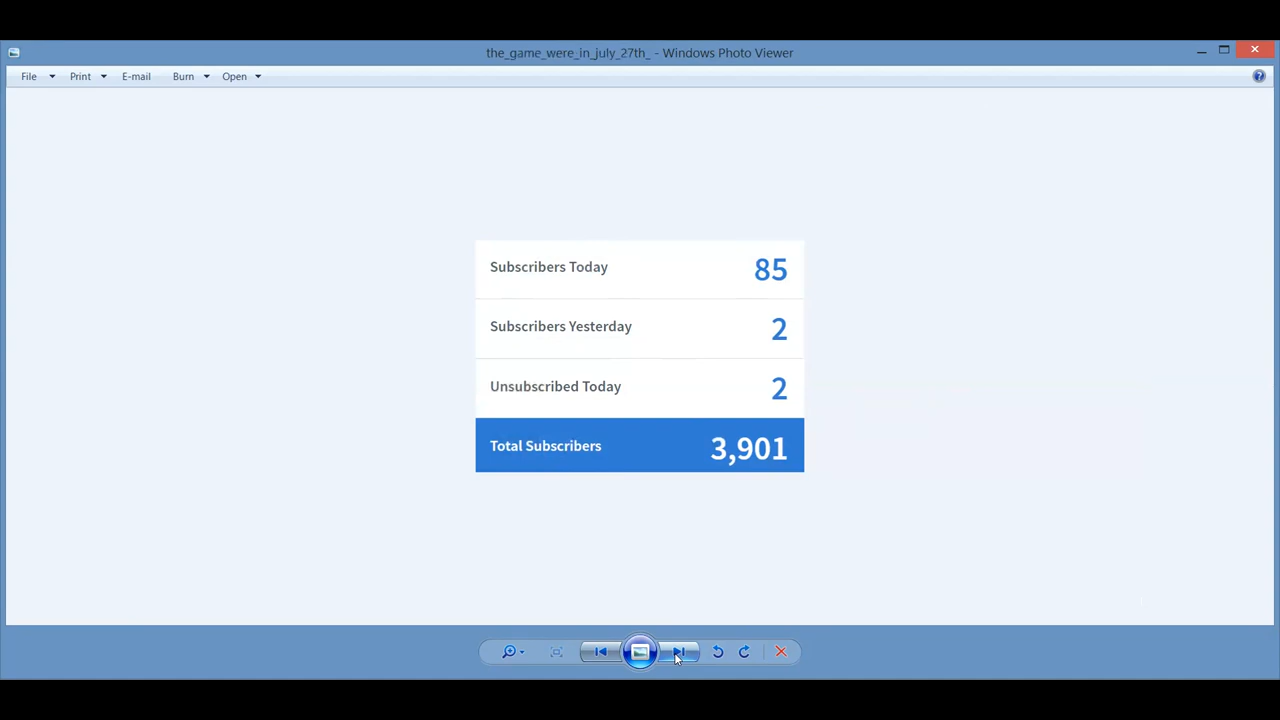 the_game_were_in_july_27th_ - Windows Photo Viewer
File Print E-mail Burn Open
Subscribers Today 85
Subscribers Yesterday 2
Unsubscribed Today 2
Total Subscribers 3,901